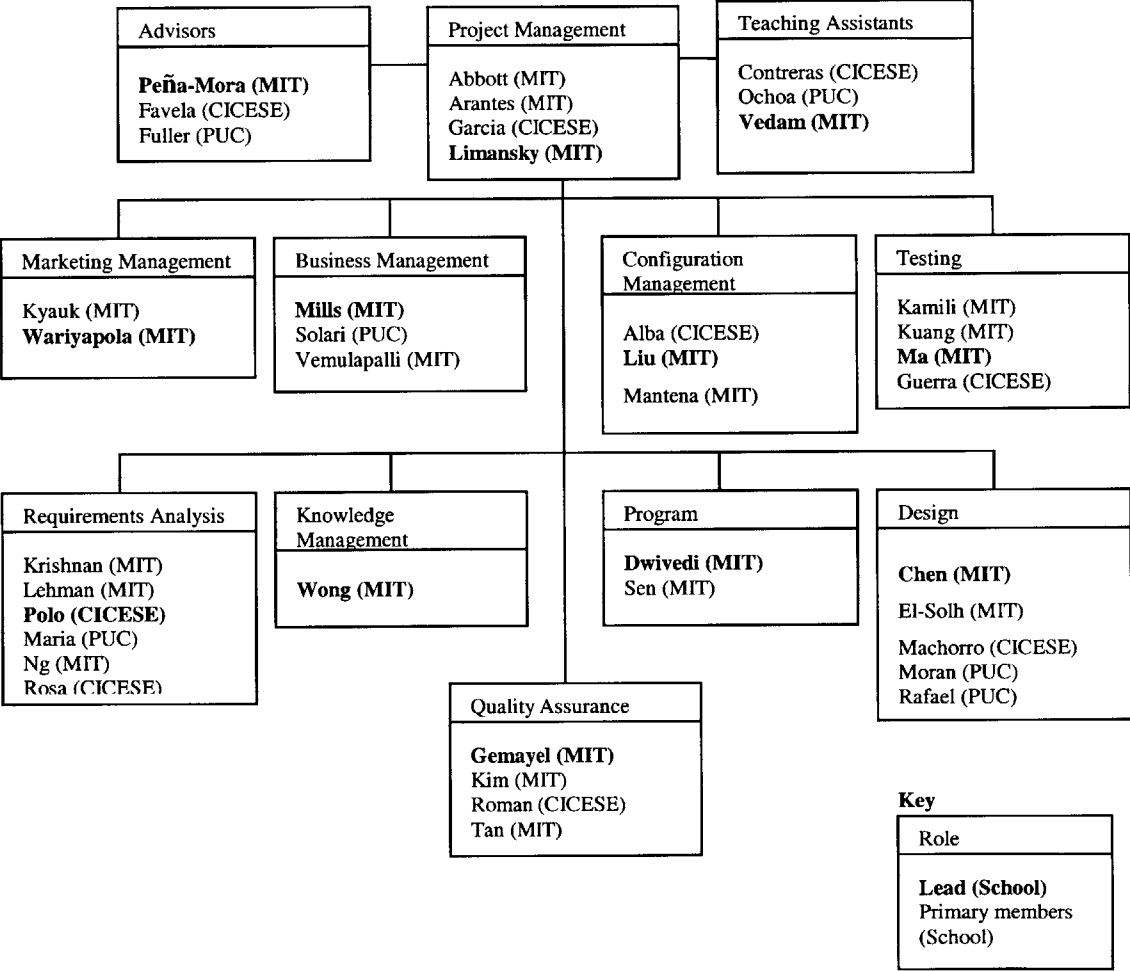 Advisors
Peña-Mora (MIT)
Favela (CICESE)
Fuller (PUC)
Project Management
Abbott (MIT)
Arantes (MIT)
Garcia (CICESE)
Limansky (MIT)
Teaching Assistants
Contreras (CICESE)
Ochoa (PUC)
Vedam (MIT)
Marketing Management
Kyauk (MIT)
Wariyapola (MIT)
Business Management
Mills (MIT)
Solari (PUC)
Vemulapalli (MIT)
Configuration
Management
Alba (CICESE)
Liu (MIT)
Mantena (MIT)
Testing
Kamili (MIT)
Kuang (MIT)
Ma (MIT)
Guerra (CICESE)
Requirements Analysis
Krishnan (MIT)
Lehman (MIT)
Polo (CICESE)
Maria (PUC)
Ng (MIT)
Rosa (CICESE)
Knowledge
Management
Wong (MIT)
Program
Dwivedi (MIT)
Sen (MIT)
Design
Chen (MIT)
El-Solh (MIT)
Machorro (CICESE)
Moran (PUC)
Rafael (PUC)
Quality Assurance
Gemayel (MIT)
Kim (MIT)
Roman (CICESE)
Tan (MIT)
Key
Role
Lead (School)
Primary members
(School)